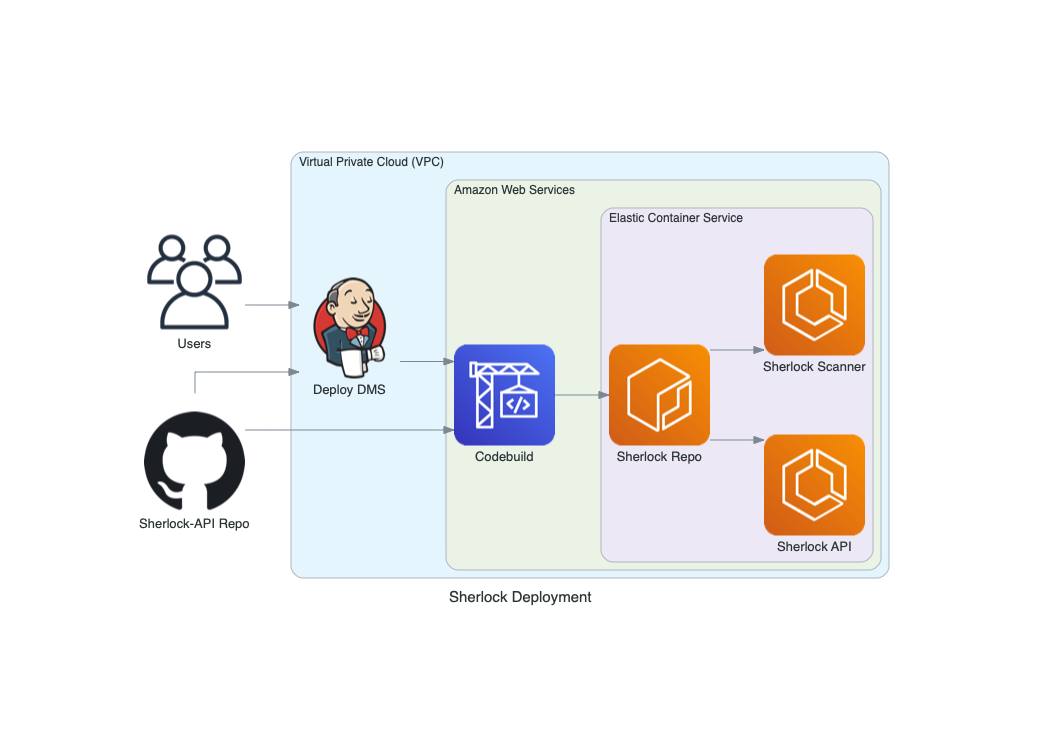 Virtual Private Cloud (VPC)
Amazon Web Services
Elastic Container Service
Users
Deploy DMS
Sherlock Scanner
Codebuild
Sherlock Repo
Sherlock-API Repo
Sherlock API
Sherlock Deployment